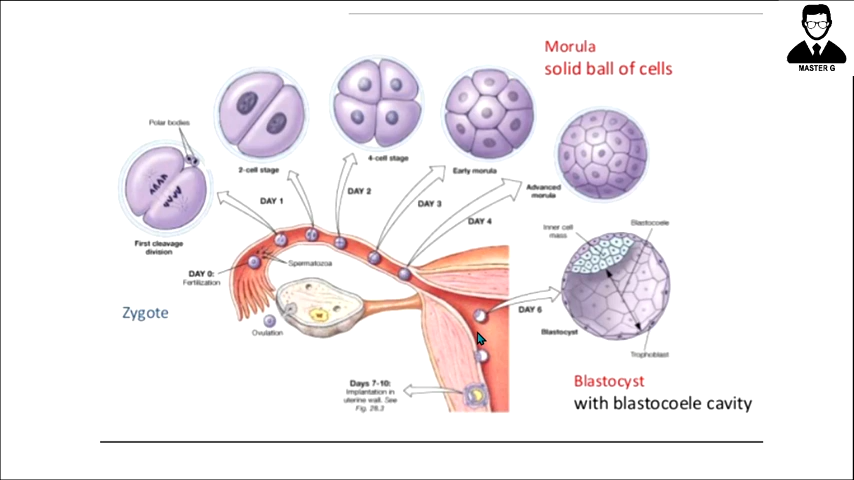 MASTER G
Morula
solid ball of cells
Polar bodies
2-cell stage
4-cell stage
Early morula
Advanced
morula
First cleavage
division
DAY 1
DAY 2
DAY 3
DAY 4
Inner cell
mass
Blastocoele
Spermatozoa
DAY 0:
Fertilization
Zygote
Ovulation
DAY 6
Blastocyst
Trophoblast
Days 7-10:
Implantation in
uterine wall. See
Fig. 28.3
Blastocyst
with blastocoele cavity